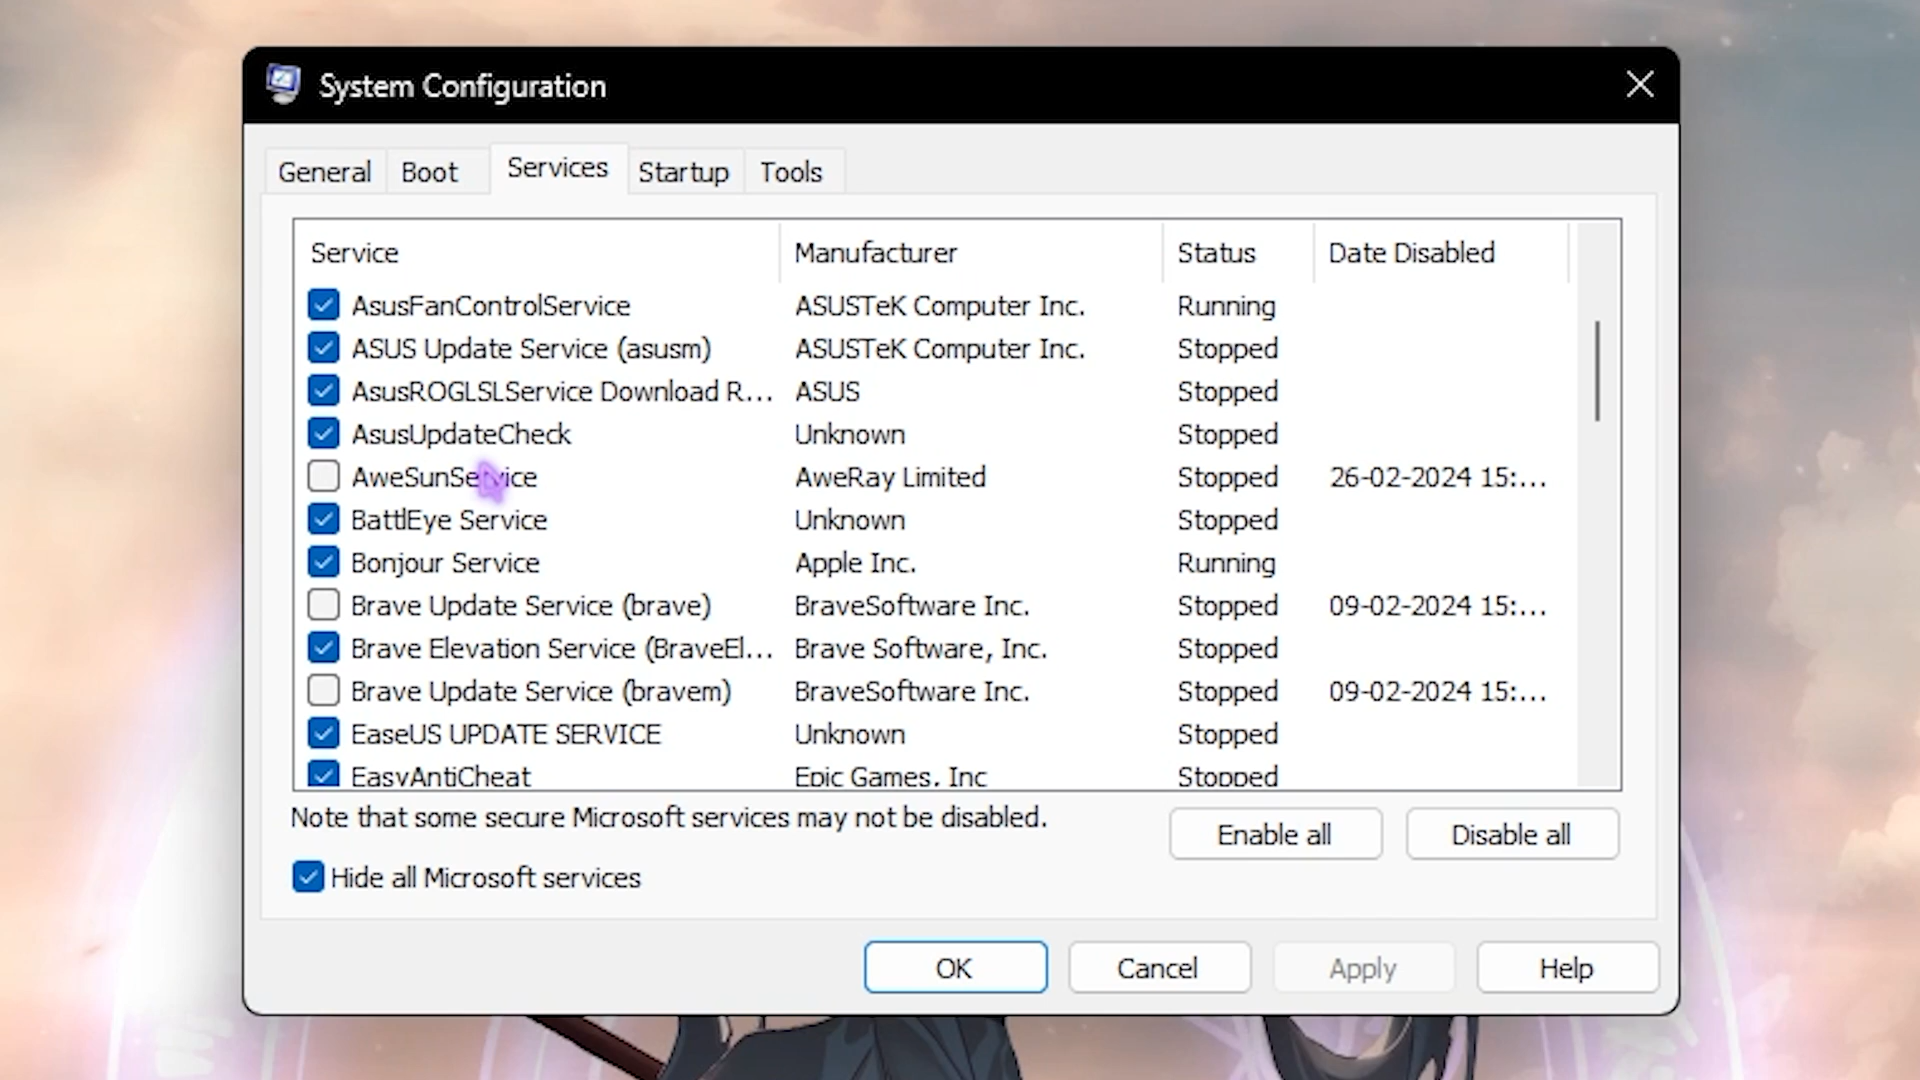 System Configuration
General Boot Services Startup Tools
Service Manufacturer Status Date Disabled
AsusFanControlService ASUSTeK Computer Inc. Running
ASUS Update Service (asusm) ASUSTeK Computer Inc. Stopped
AsusROGLSLService Download R... ASUS Stopped
AsusUpdateCheck Unknown Stopped
AweSunService AweRay Limited Stopped 26-02-2024 15:...
BattlEye Service Unknown Stopped
Bonjour Service Apple Inc. Running
Brave Update Service (brave) BraveSoftware Inc. Stopped 09-02-2024 15:...
Brave Elevation Service (BraveEl... Brave Software, Inc. Stopped
Brave Update Service (bravem) BraveSoftware Inc. Stopped 09-02-2024 15:...
EaseUS UPDATE SERVICE Unknown Stopped
EasyAntiCheat Epic Games, Inc Stopped
Note that some secure Microsoft services may not be disabled.
Enable all Disable all
Hide all Microsoft services
OK Cancel Apply Help